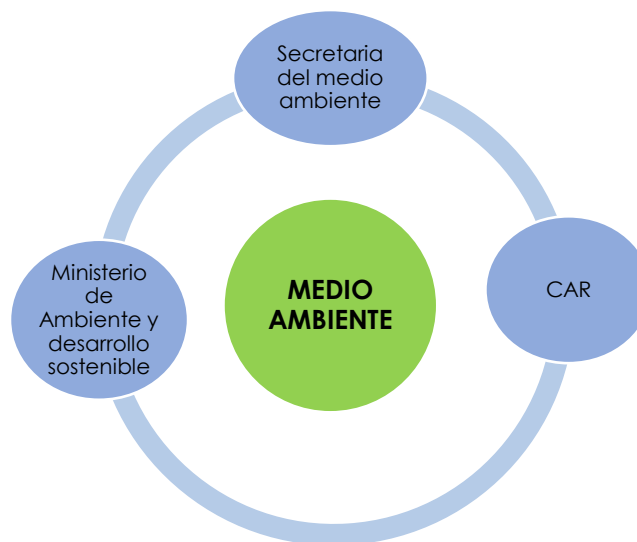 Secretaria
del medio
ambiente
Ministerio
de
Ambiente y
desarrollo
sostenible
MEDIO
AMBIENTE
CAR